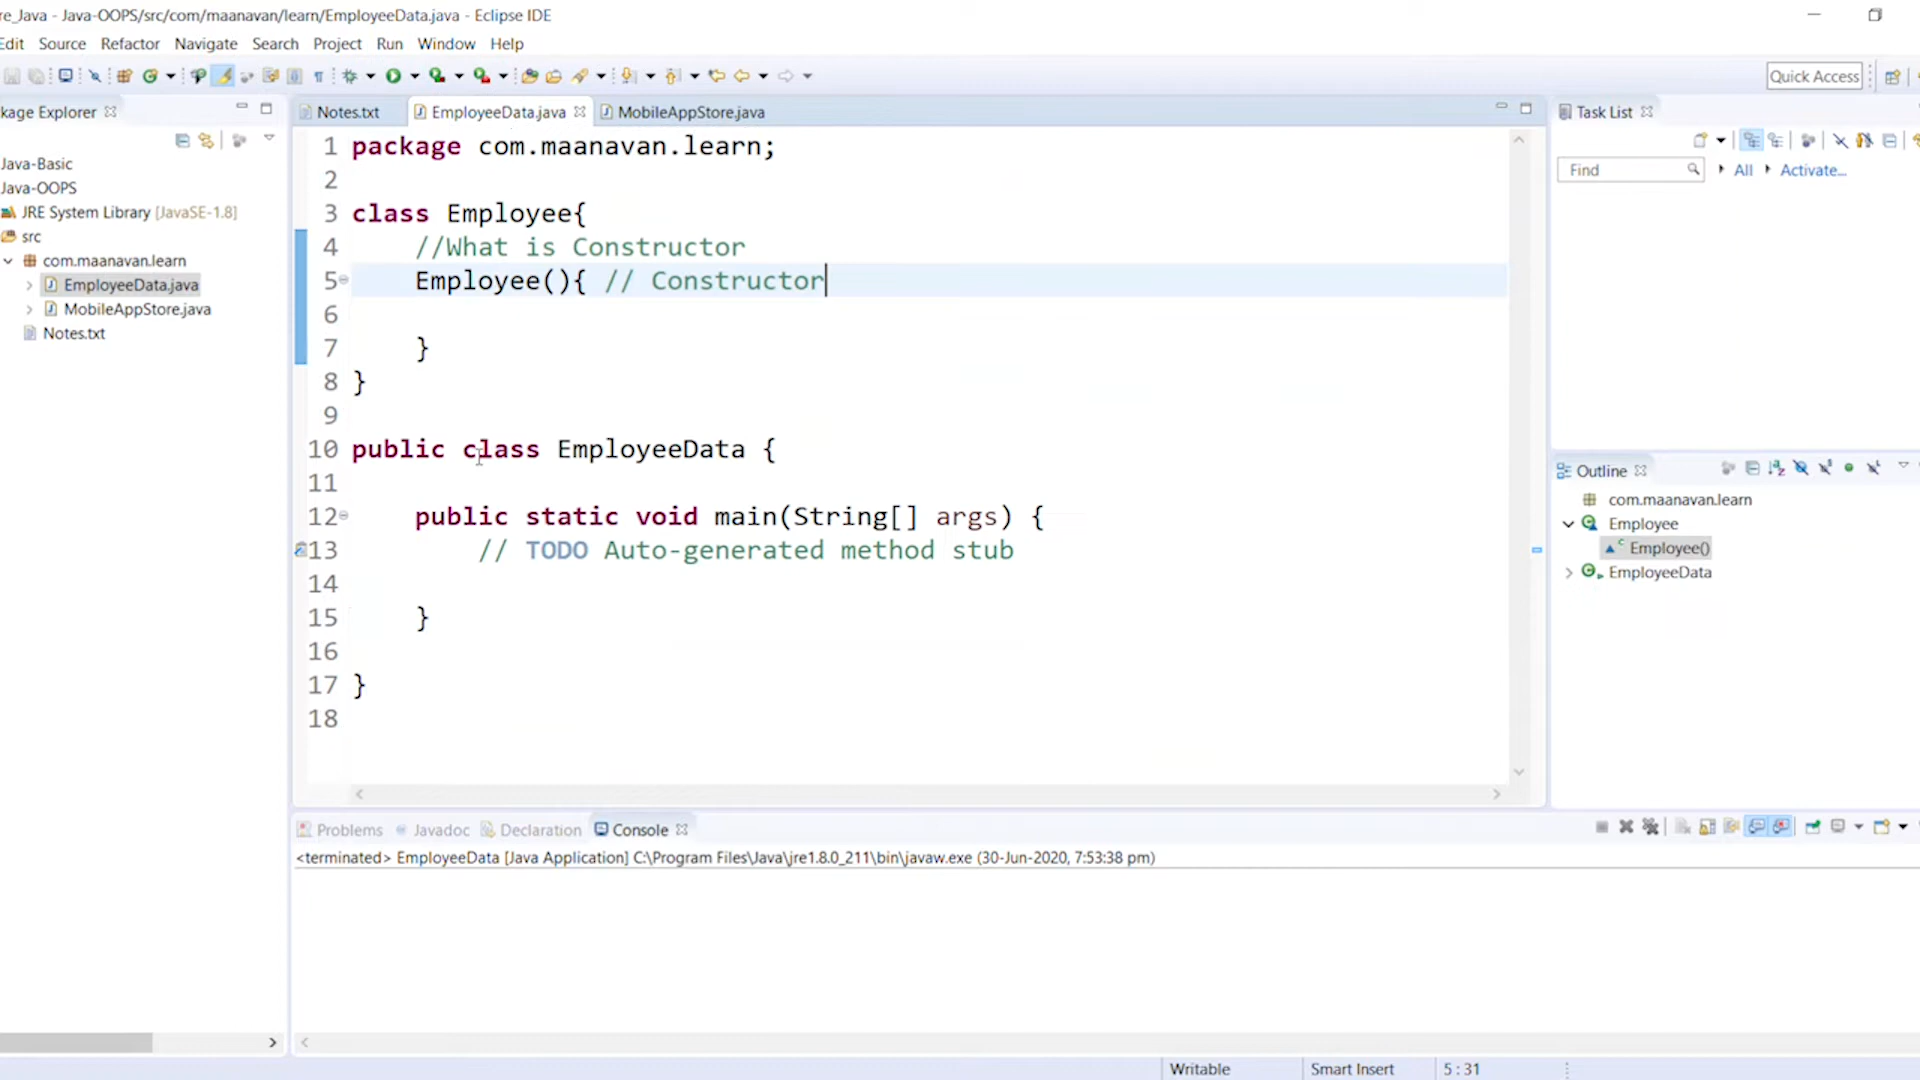 re_Java - Java-OOPS/src/com/maanavan/learn/EmployeeData.java - Eclipse IDE
Edit Source Refactor Navigate Search Project Run Window Help
Quick Access
kage Explorer
Java-Basic
Java-OOPS
JRE System Library [JavaSE-1.8]
src
com.maanavan.learn
EmployeeData.java
MobileAppStore.java
Notes.txt
Notes.txt EmployeeData.java MobileAppStore.java
1 package com.maanavan.learn;
2
3 class Employee{
4 //What is Constructor
5 Employee(){ // Constructor
6
7 }
8 }
9
10 public class EmployeeData {
11
12 public static void main(String[] args) {
13 // TODO Auto-generated method stub
14
15 }
16
17 }
18
Task List
Find All Activate...
Outline
com.maanavan.learn
Employee
Employee()
EmployeeData
Problems Javadoc Declaration Console
<terminated> EmployeeData [Java Application] C:\Program Files\Java\jre1.8.0_211\bin\javaw.exe (30-Jun-2020, 7:53:38 pm)
Writable Smart Insert 5 : 31